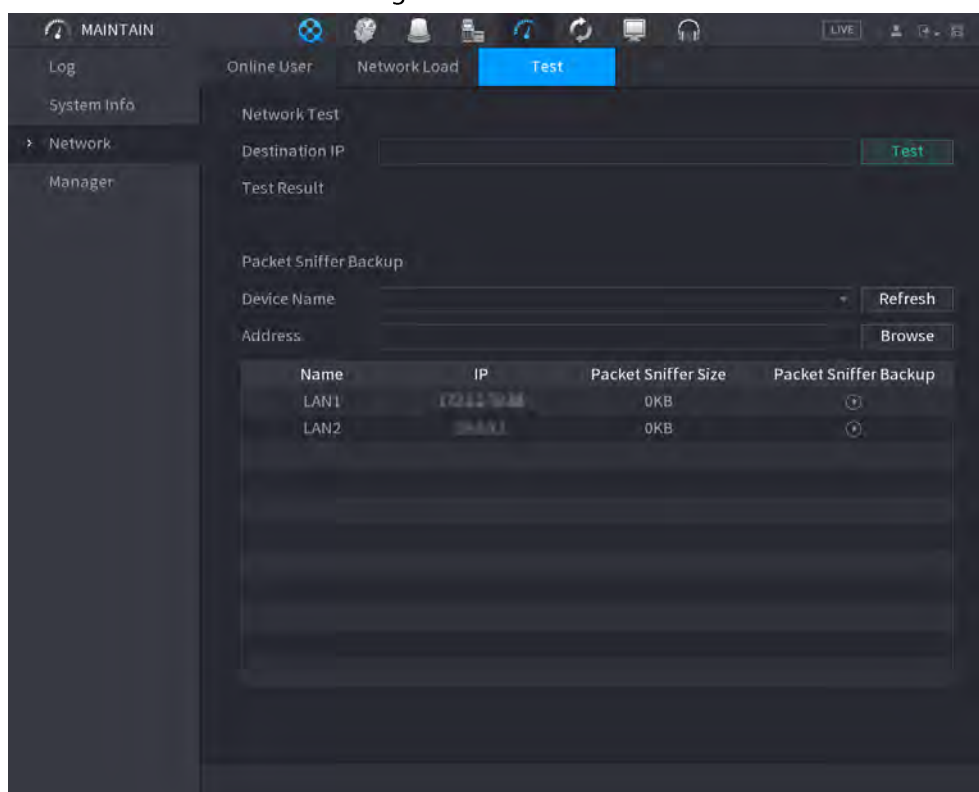 MAINTAIN
LIVE
Log
Online User Network Load Test
System Info
Network Test
Network
Destination IP Test
Manager
Test Result
Packet Sniffer Backup
Device Name Refresh
Address Browse
Name IP Packet Sniffer Size Packet Sniffer Backup
LAN1 0KB
LAN2 0KB